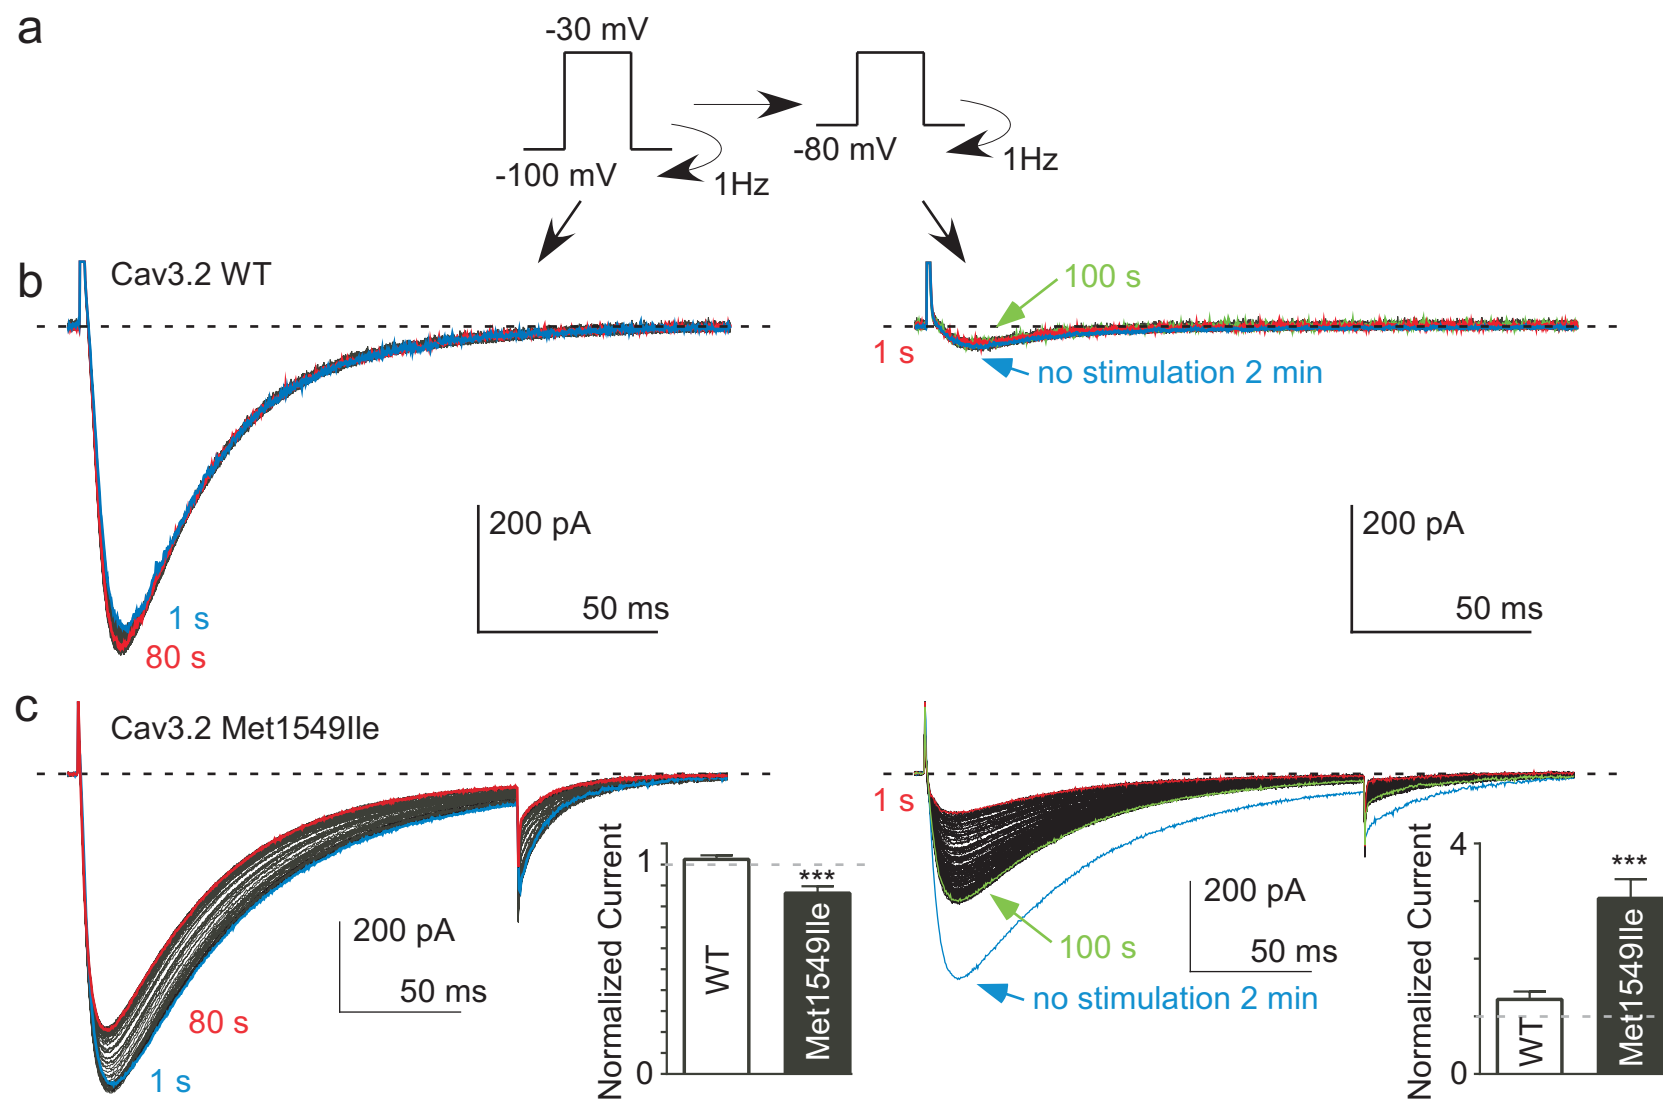 a
-30 mV
-100 mV
1Hz
-80 mV
1Hz
b
Cav3.2 WT
1 s
80 s
200 pA
50 ms
100 s
1 s
no stimulation 2 min
200 pA
50 ms
c
Cav3.2 Met1549Ile
80 s
1 s
200 pA
50 ms
Normalized Current
1
0
WT
***
Met1549Ile
1 s
100 s
no stimulation 2 min
200 pA
50 ms
Normalized Current
4
0
WT
***
Met1549Ile